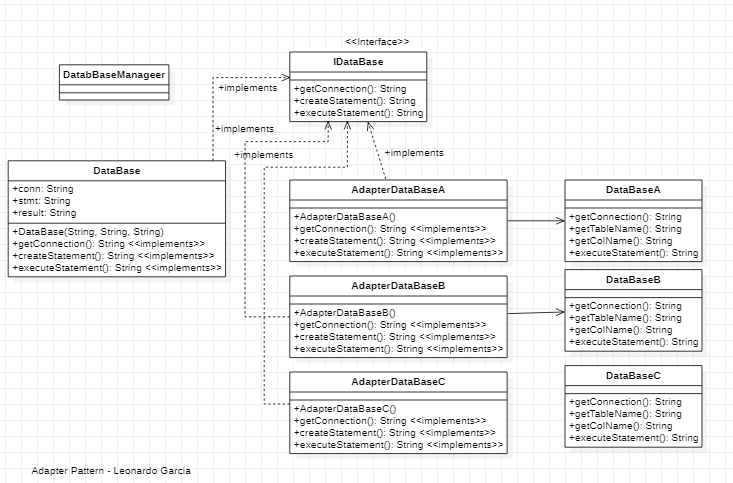 <<Interface>>
IDataBase
+getConnection(): String
+createStatement(): String
+executeStatement(): String
DatabBaseManageer
+implements
+implements
+implements
+implements
DataBase
+conn: String
+stmt: String
+result: String
+DataBase(String, String, String)
+getConnection(): String <<implements>>
+createStatement(): String <<implements>>
+executeStatement(): String <<implements>>
AdapterDataBaseA
+AdapterDataBaseA()
+getConnection(): String <<implements>>
+createStatement(): String <<implements>>
+executeStatement(): String <<implements>>
DataBaseA
+getConnection(): String
+getTableName(): String
+getColName(): String
+executeStatement(): String
AdapterDataBaseB
+AdapterDataBaseB()
+getConnection(): String <<implements>>
+createStatement(): String <<implements>>
+executeStatement(): String <<implements>>
DataBaseB
+getConnection(): String
+getTableName(): String
+getColName(): String
+executeStatement(): String
AdapterDataBaseC
+AdapterDataBaseC()
+getConnection(): String <<implements>>
+createStatement(): String <<implements>>
+executeStatement(): String <<implements>>
DataBaseC
+getConnection(): String
+getTableName(): String
+getColName(): String
+executeStatement(): String
Adapter Pattern - Leonardo Garcia